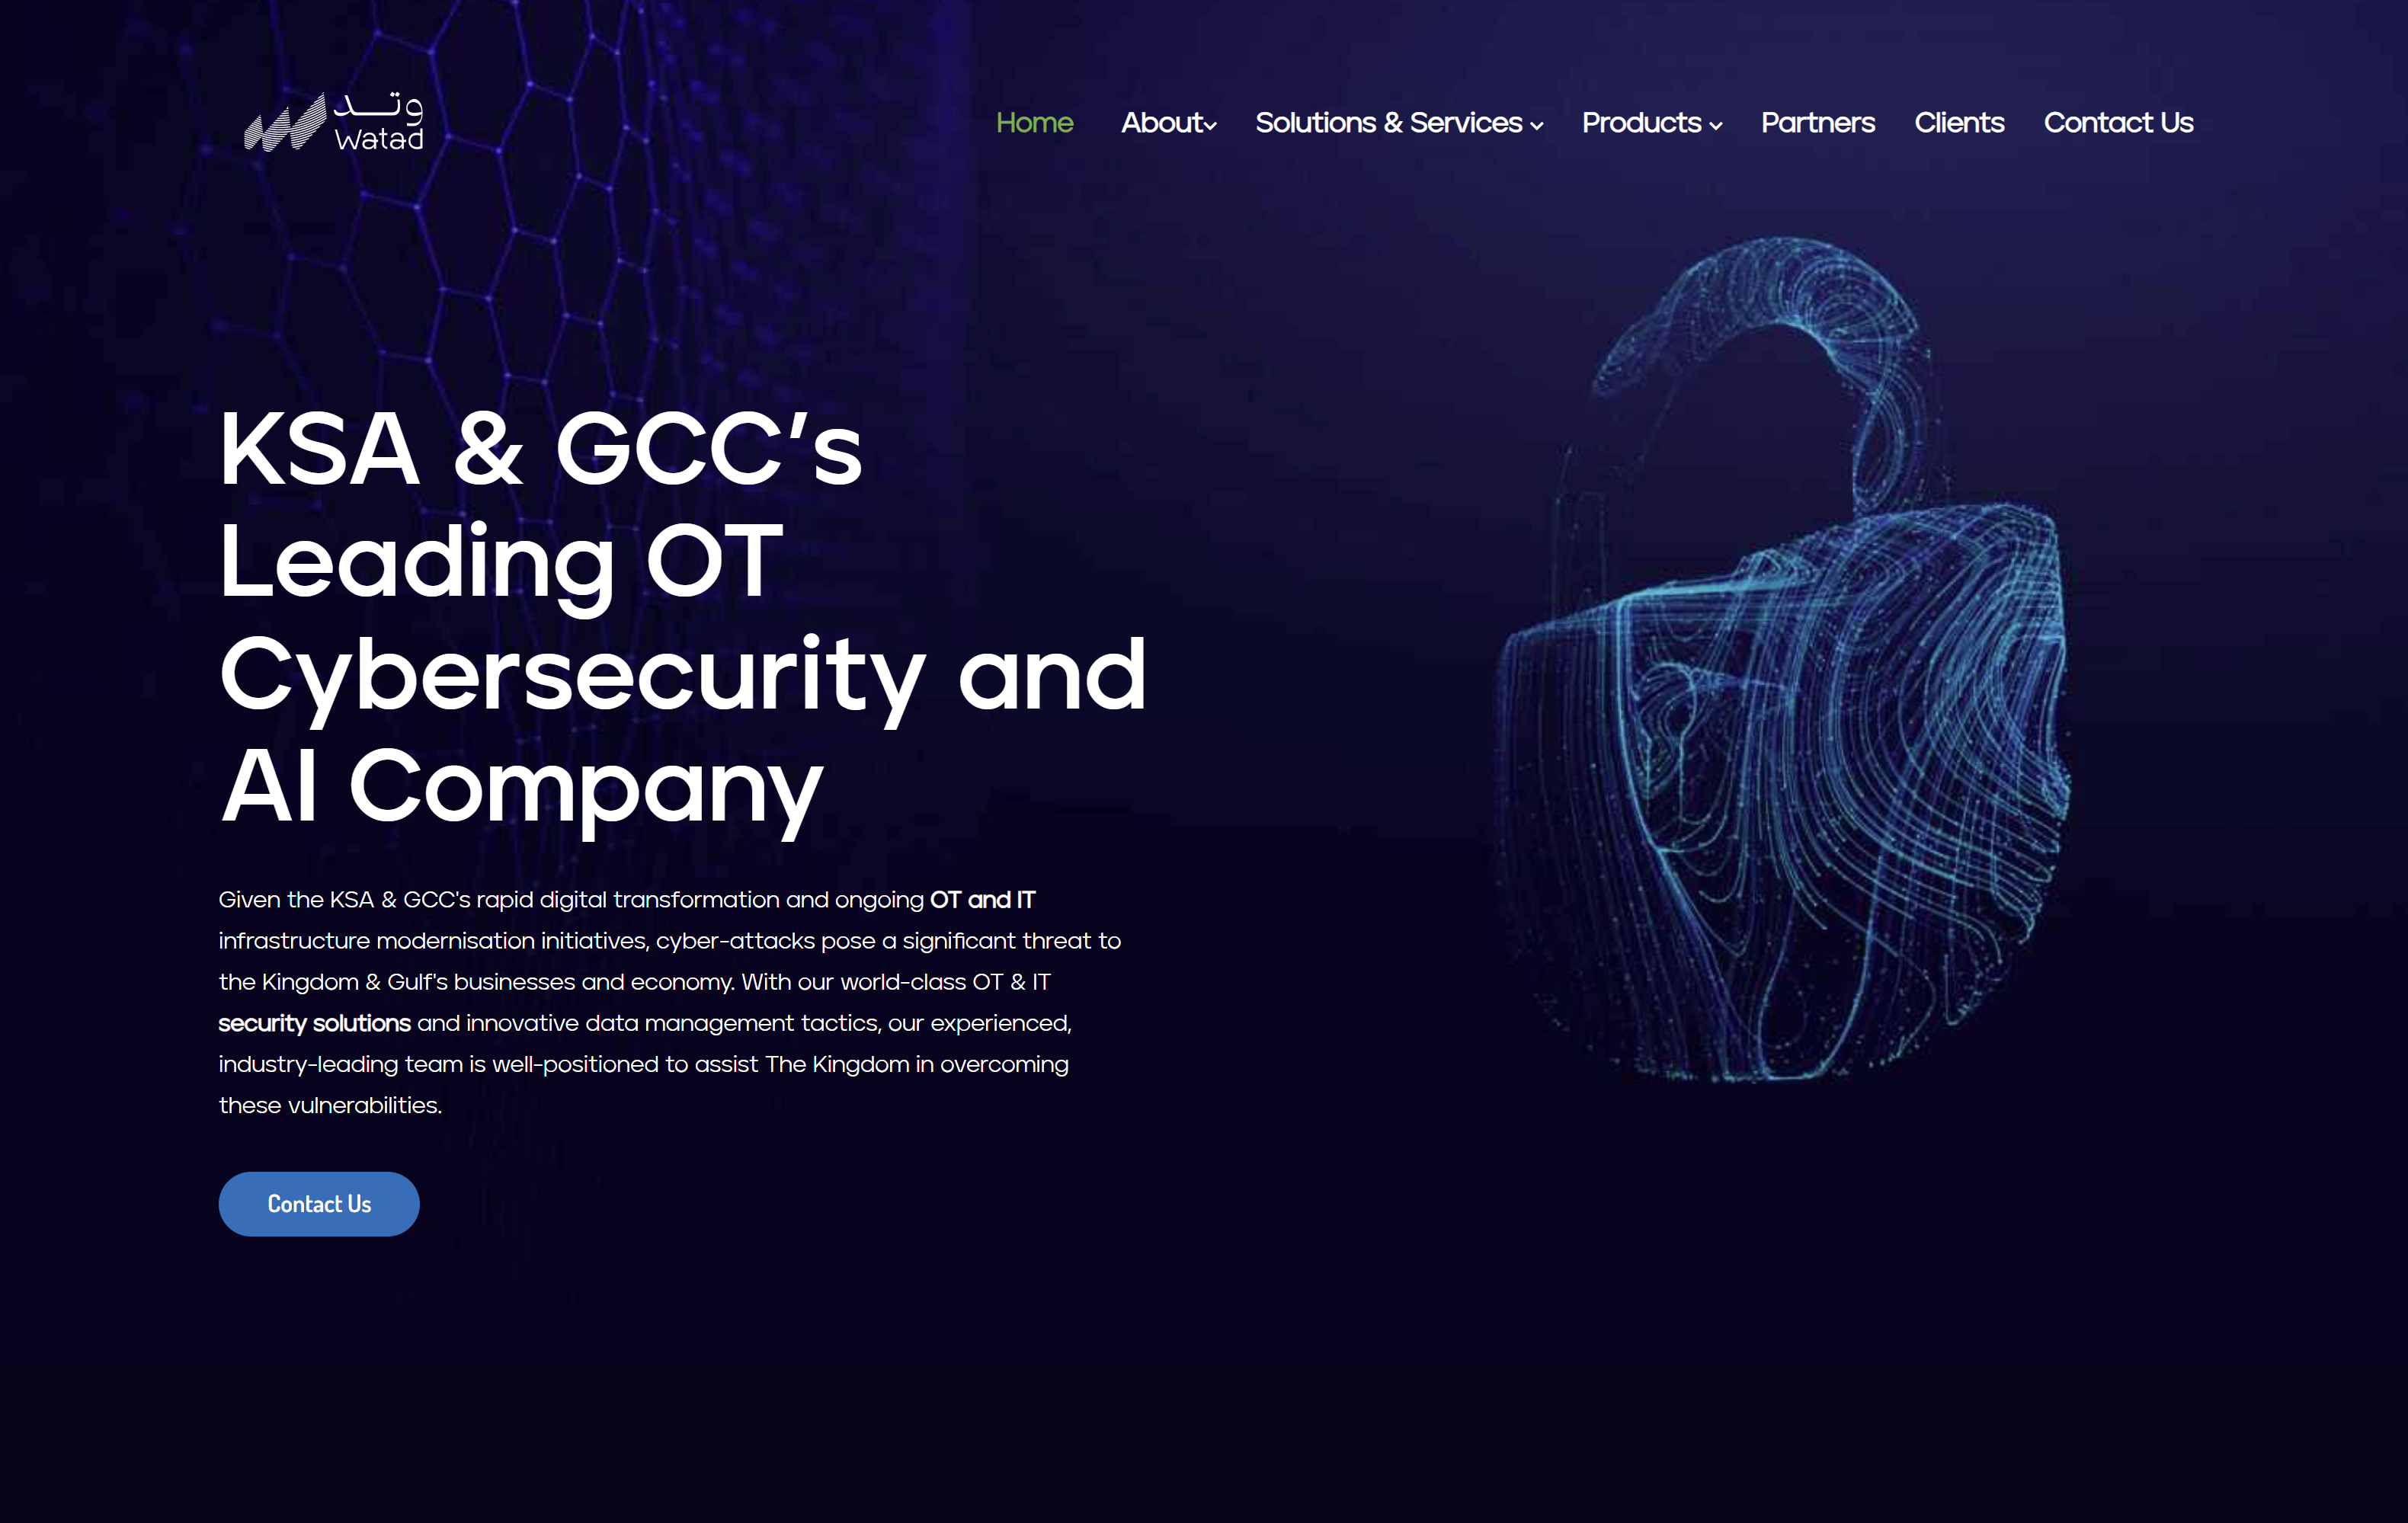 وتد
Watad
Home About Solutions & Services Products Partners Clients Contact Us
KSA & GCC's
Leading OT
Cybersecurity and
AI Company
Given the KSA & GCC's rapid digital transformation and ongoing OT and IT
infrastructure modernisation initiatives, cyber-attacks pose a significant threat to
the Kingdom & Gulf's businesses and economy. With our world-class OT & IT
security solutions and innovative data management tactics, our experienced,
industry-leading team is well-positioned to assist The Kingdom in overcoming
these vulnerabilities.
Contact Us